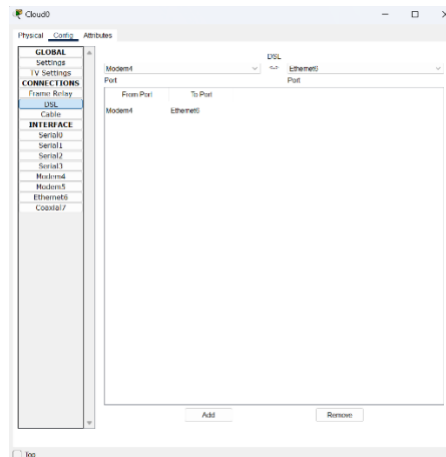 Cloud0
Physical Config Attributes
GLOBAL
Settings
TV Settings
CONNECTIONS
Frame Relay
DSL
Cable
INTERFACE
Serial0
Serial1
Serial2
Serial3
Modem4
Modem5
Ethernet6
Coaxial7
DSL
Modem4 <-> Ethernet6
Port Port
From Port To Port
Modem4 Ethernet6
Add Remove
Top